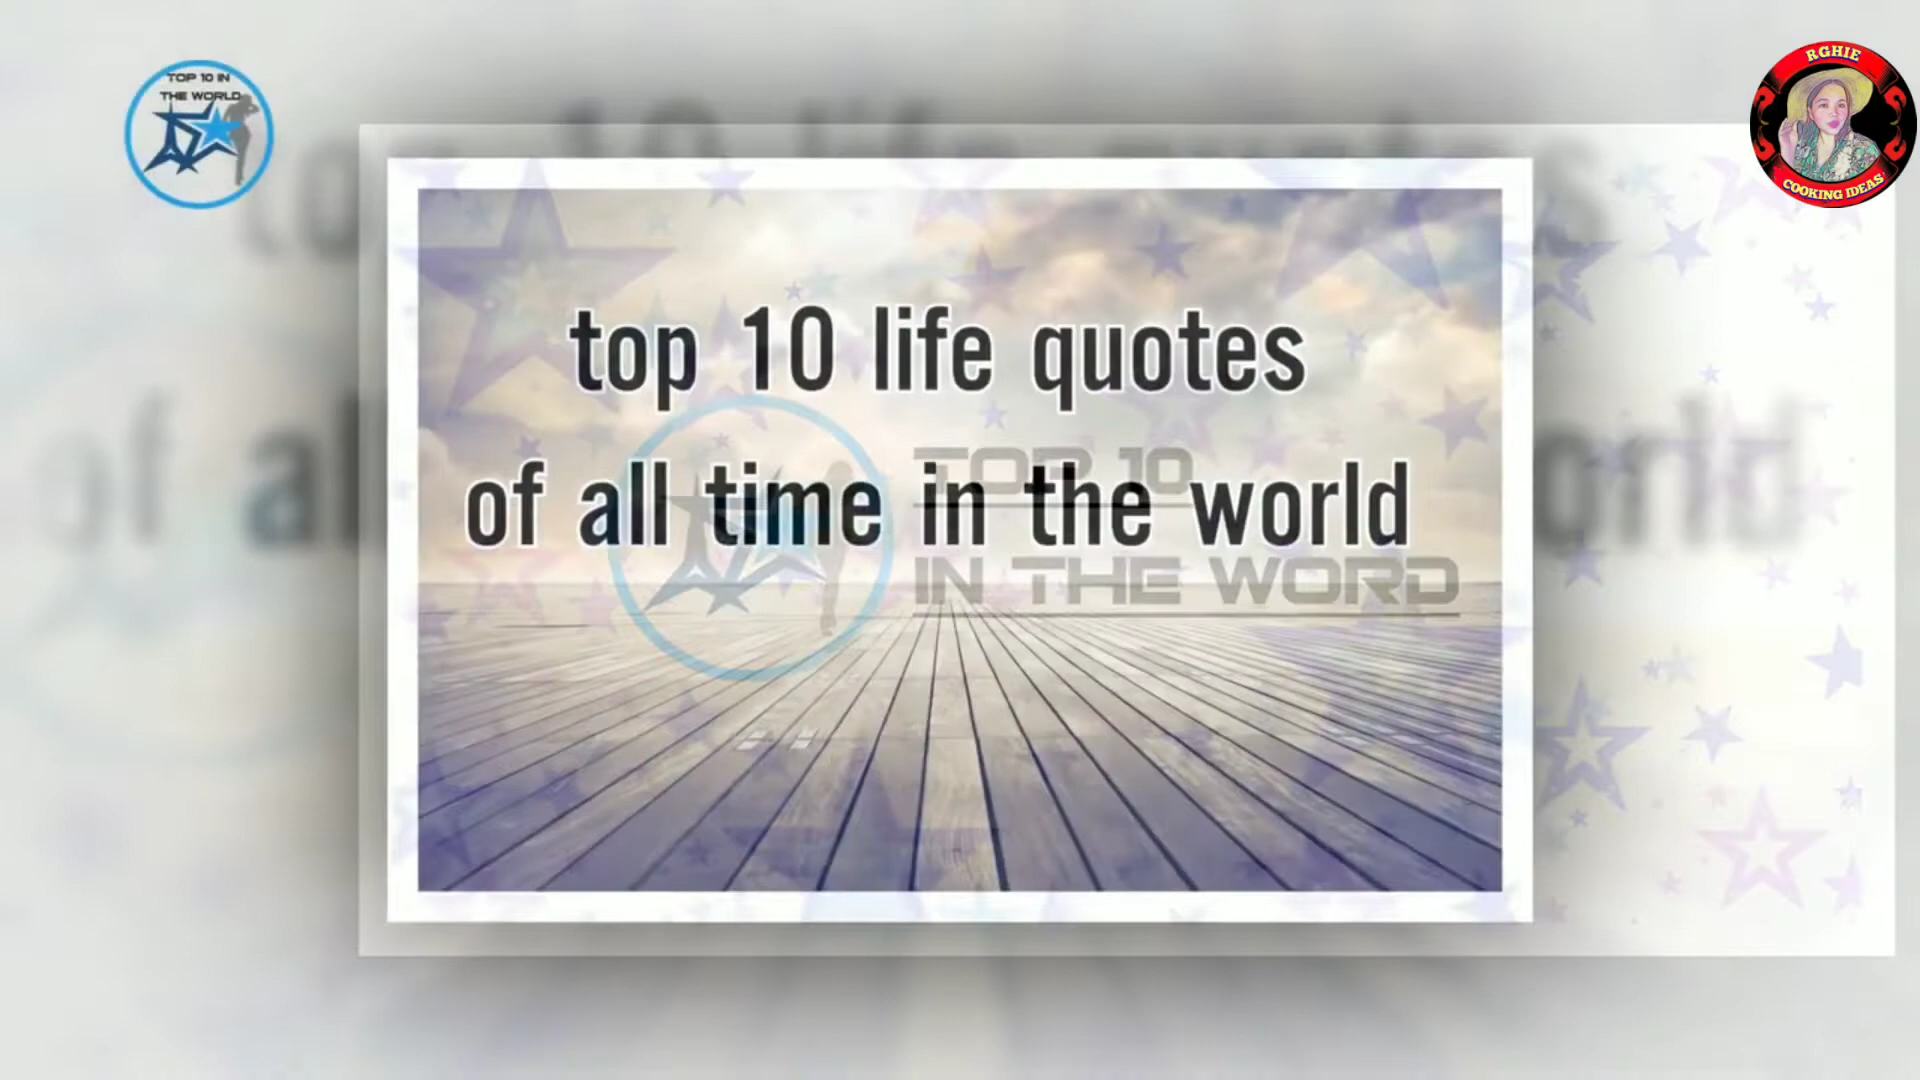 TOP 10 IN
THE WORLD
RGHIE
COOKING IDEAS
top 10 life quotes
of all time in the world
TOP 10
IN THE WORD